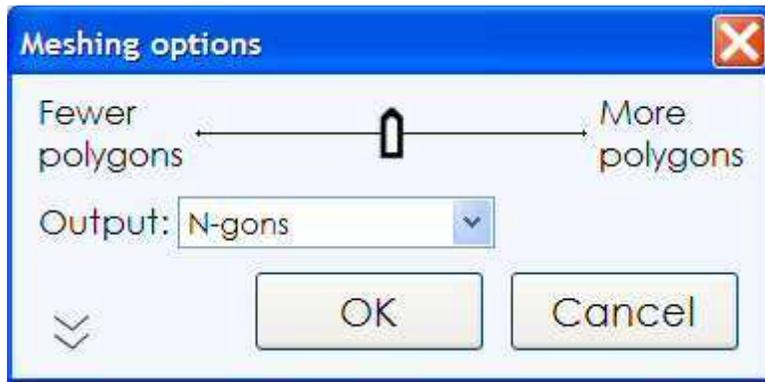 Meshing options
Fewer
polygons
More
polygons
Output: N-gons
OK
Cancel